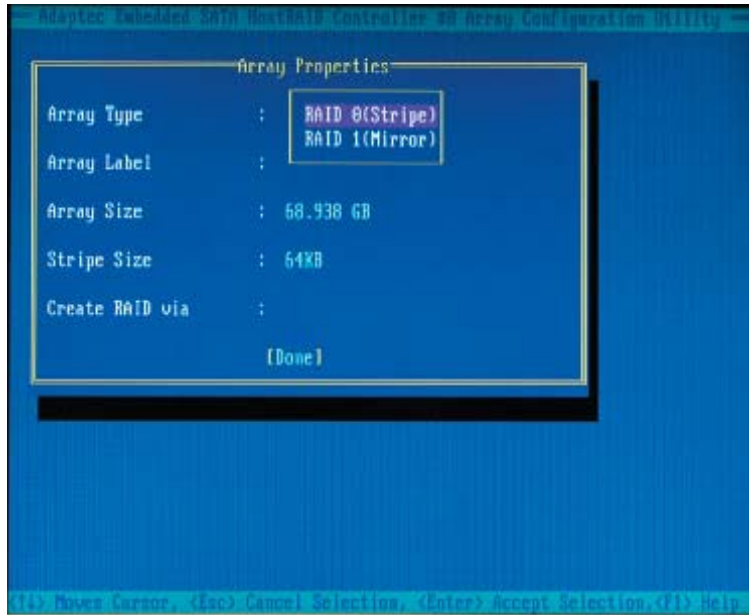 Adaptec Embedded SATA HostRAID Controller #0 Array Configuration Utility
Array Properties
Array Type : RAID 0(Stripe)
RAID 1(Mirror)
Array Label :
Array Size : 68.938 GB
Stripe Size : 64KB
Create RAID via :
[Done]
<↑↓> Moves Cursor, <Esc> Cancel Selection, <Enter> Accept Selection,<F1> Help